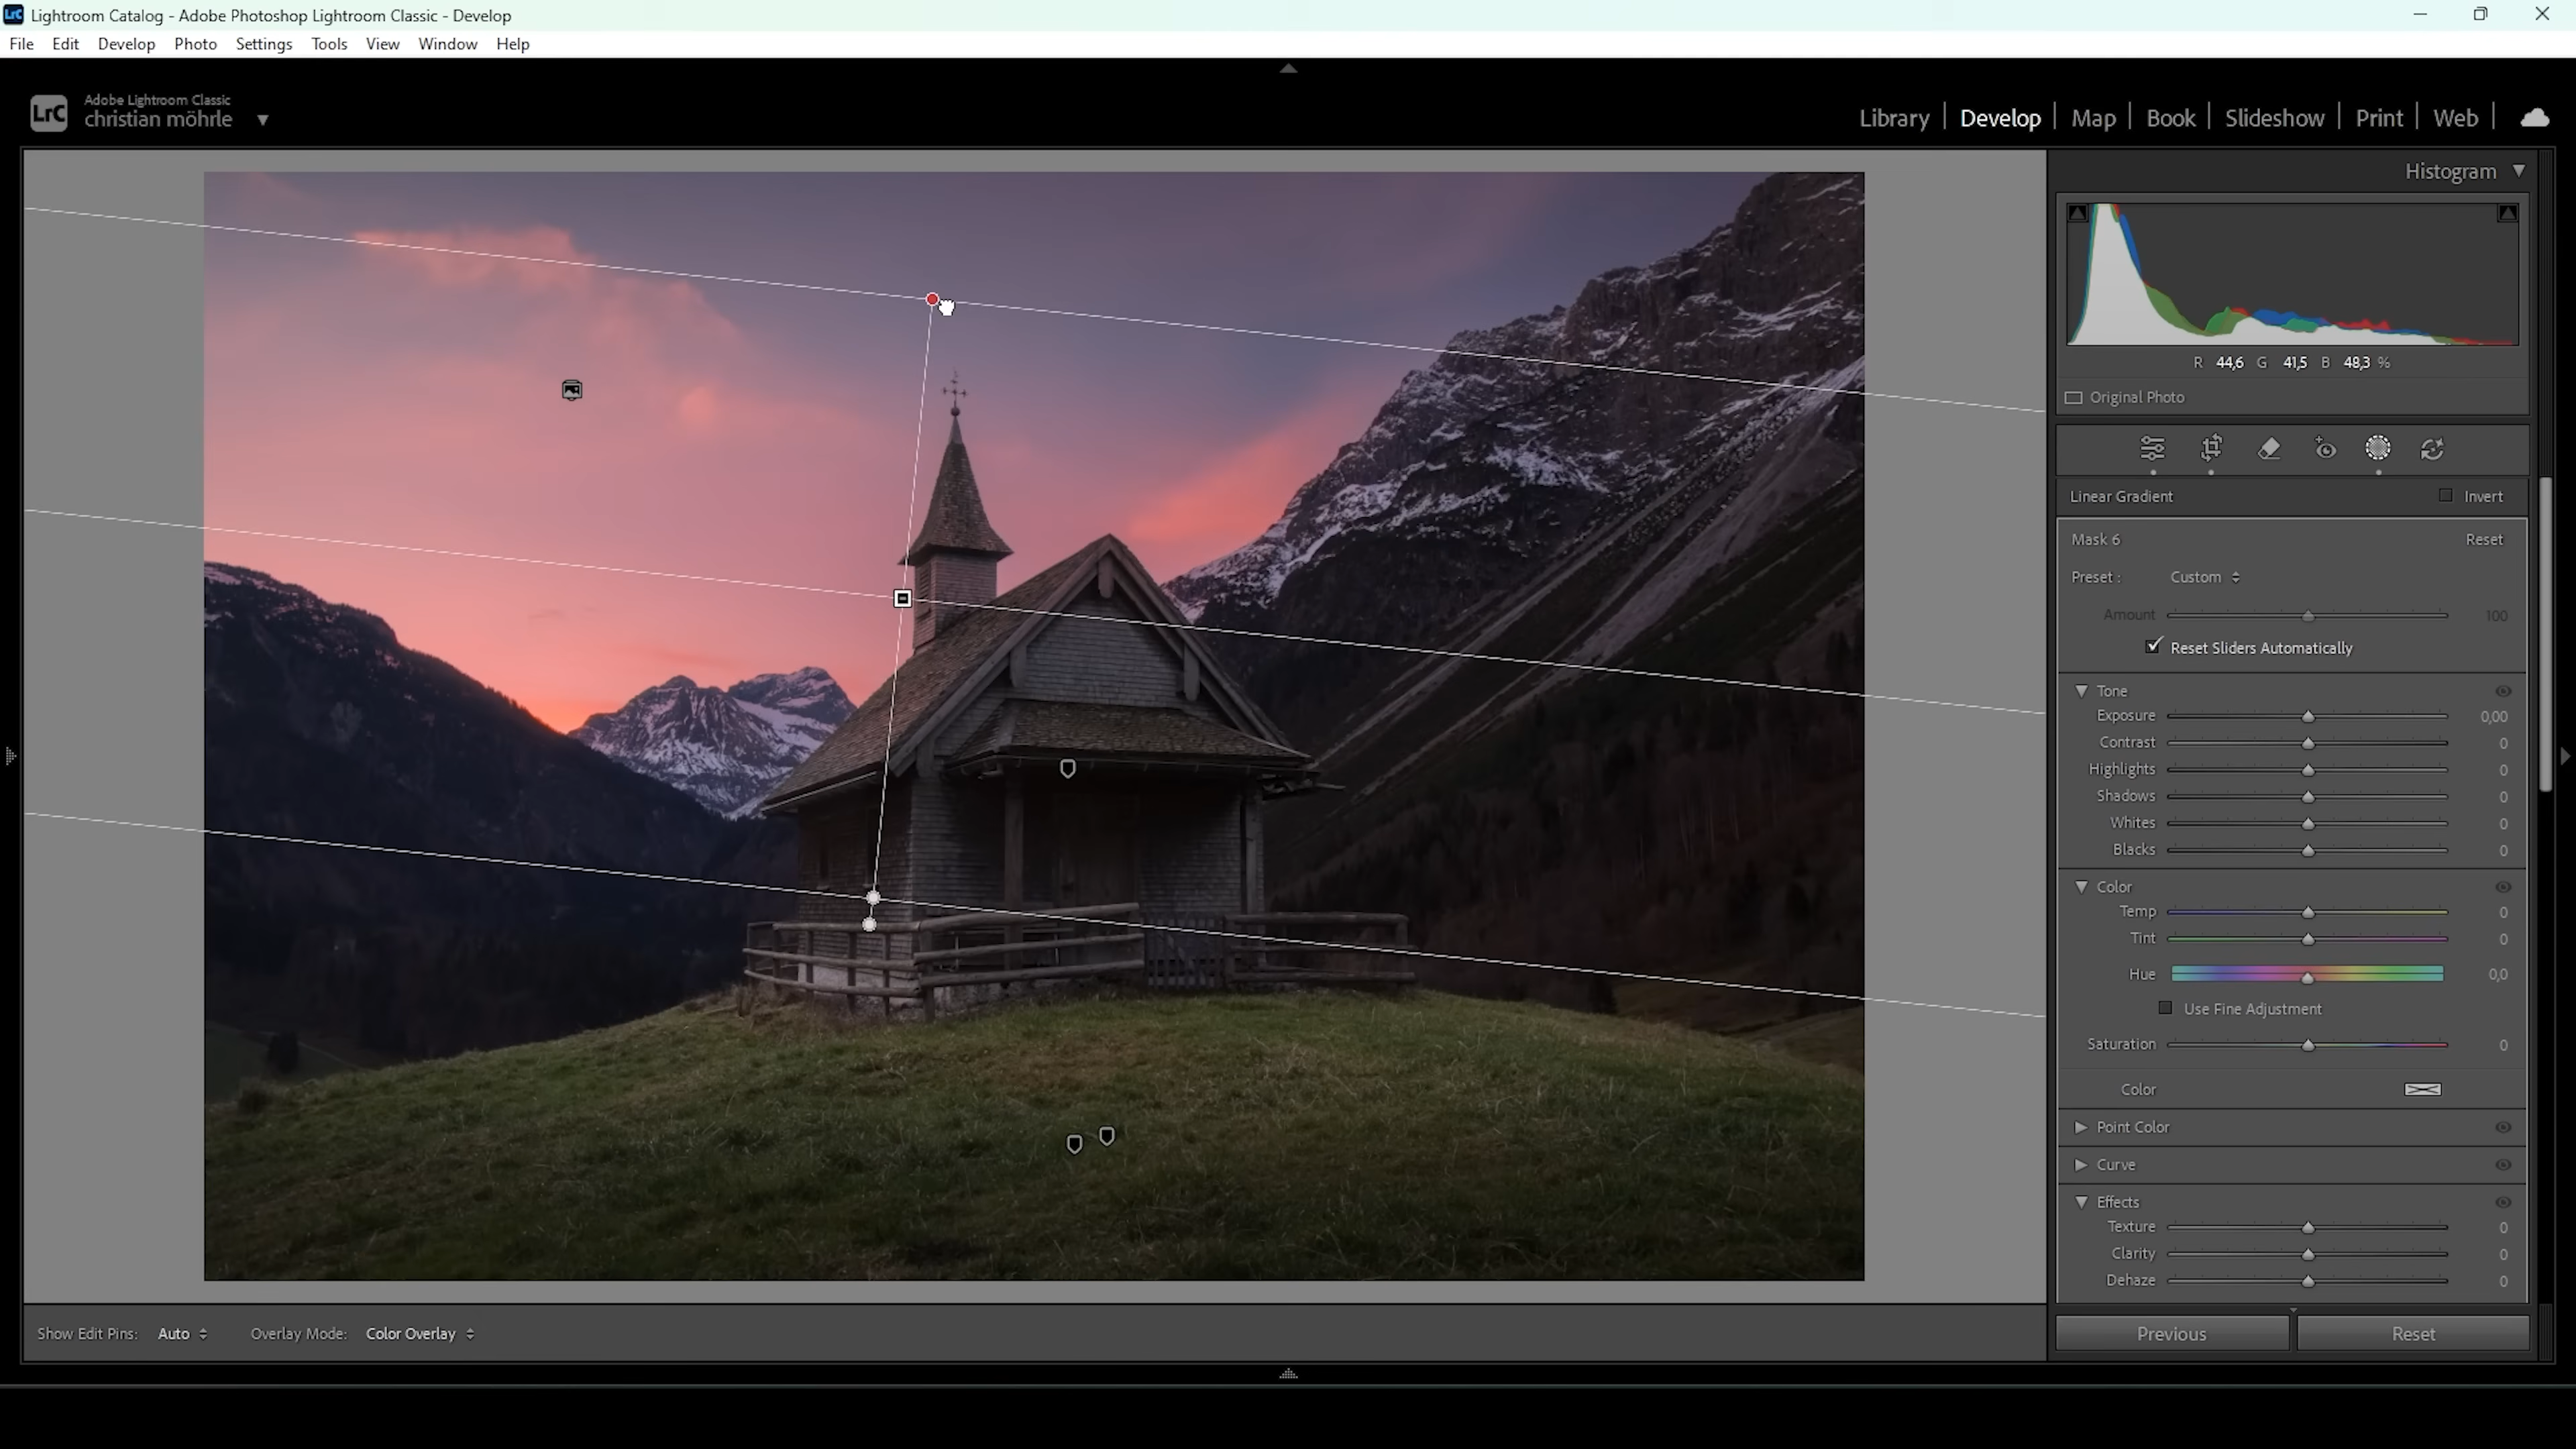 LrC Lightroom Catalog - Adobe Photoshop Lightroom Classic - Develop
File Edit Develop Photo Settings Tools View Window Help
LrC
Adobe Lightroom Classic
christian möhrle
Library | Develop | Map | Book | Slideshow | Print | Web |
Histogram
R 44,6 G 41,5 B 48,3 %
Original Photo
Linear Gradient Invert
Mask 6 Reset
Preset : Custom
Amount 100
Reset Sliders Automatically
Tone
Exposure 0,00
Contrast 0
Highlights 0
Shadows 0
Whites 0
Blacks 0
Color
Temp 0
Tint 0
Hue 0,0
Use Fine Adjustment
Saturation 0
Color
Point Color
Curve
Effects
Texture 0
Clarity 0
Dehaze 0
Show Edit Pins: Auto Overlay Mode: Color Overlay
Previous Reset